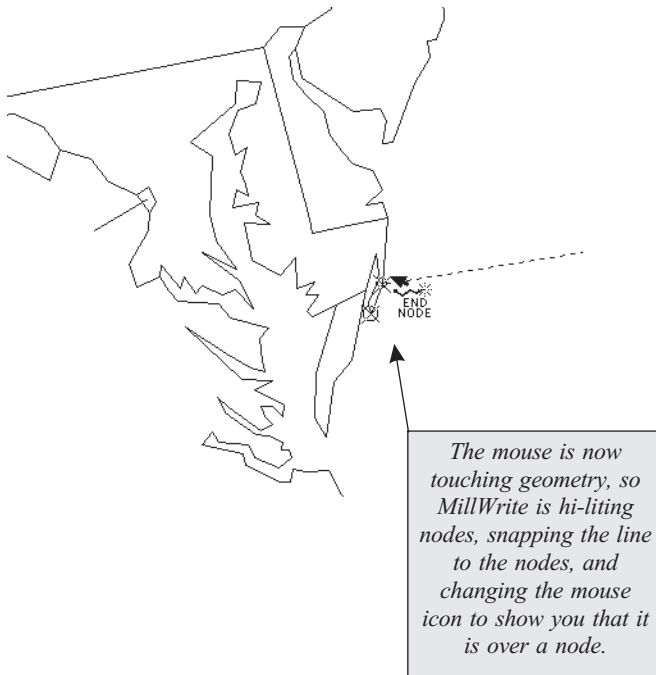 END
NODE
The mouse is now
touching geometry, so
MillWrite is hi-liting
nodes, snapping the line
to the nodes, and
changing the mouse
icon to show you that it
is over a node.